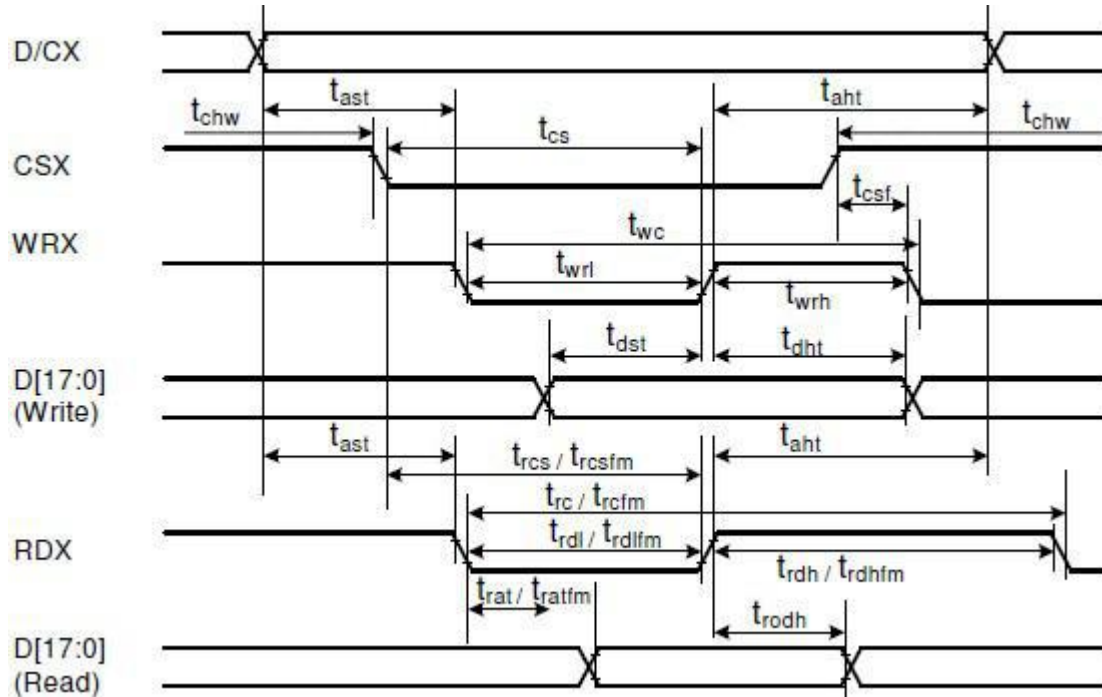 D/CX
t_ast
t_aht
t_chw
t_chw
t_cs
CSX
t_csf
WRX
t_wc
t_wrl
t_wrh
t_dst
t_dht
D[17:0]
(Write)
t_ast
t_aht
t_rcs / t_rcsfm
t_rc / t_rcfm
RDX
t_rdl / t_rdlfm
t_rdh / t_rdhfm
t_rat / t_ratfm
t_rodh
D[17:0]
(Read)